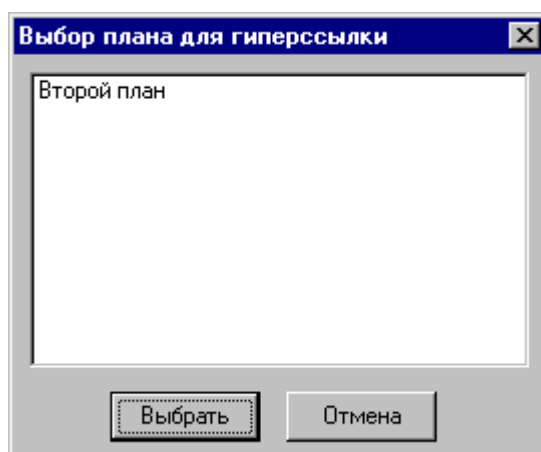 Выбор плана для гиперссылки
Второй план
Выбрать Отмена